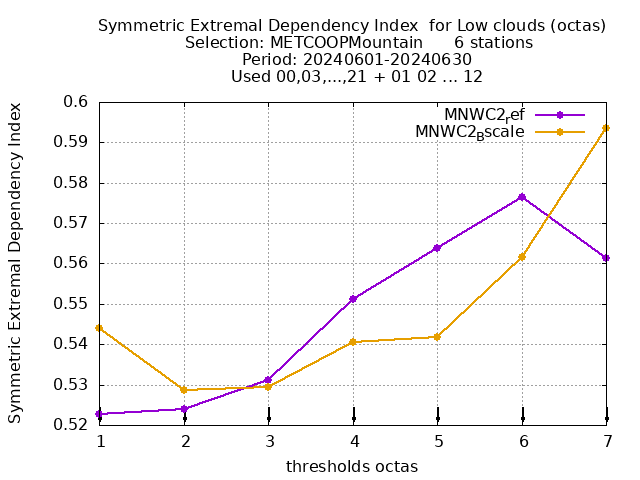 Symmetric Extremal Dependency Index  for Low clouds (octas)
Selection: METCOOPMountain      6 stations
Period: 20240601-20240630
Used 00,03,...,21 + 01 02 ... 12
Symmetric Extremal Dependency Index
0.6
0.59
0.58
0.57
0.56
0.55
0.54
0.53
0.52
MNWC2ref
MNWC2Bscale
1 2 3 4 5 6 7
thresholds octas